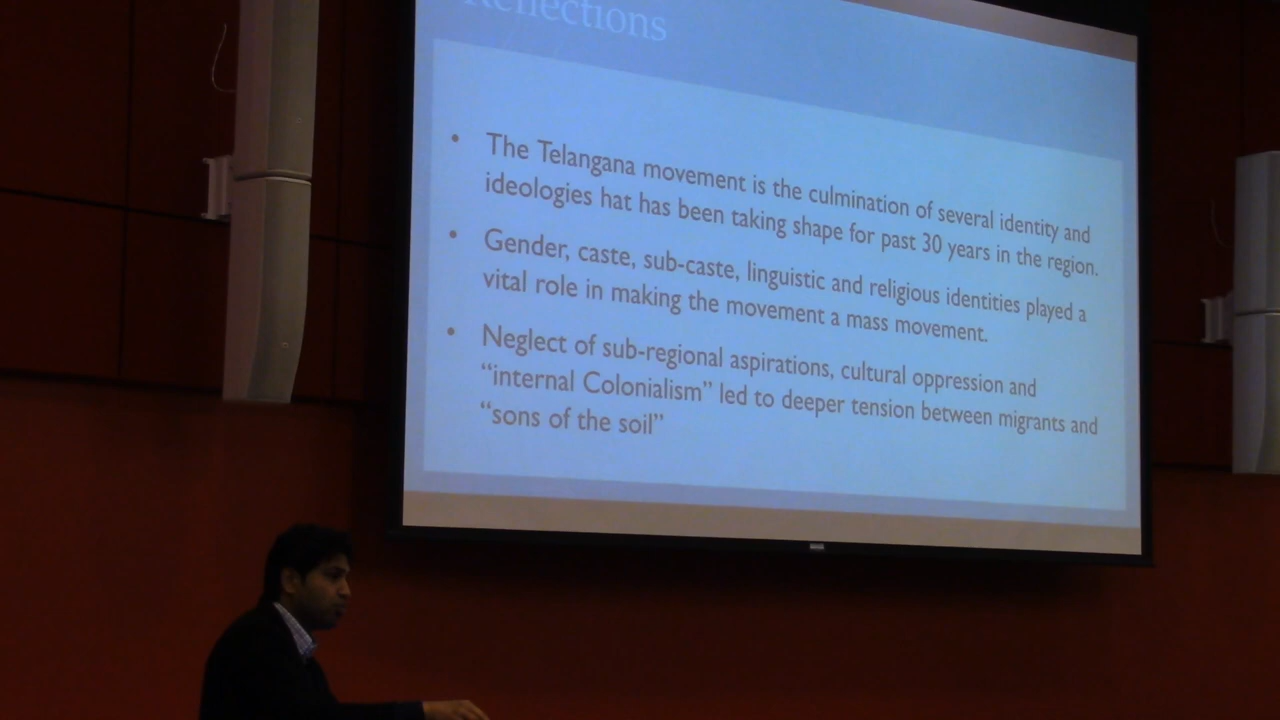 Reflections
• The Telangana movement is the culmination of several identity and
ideologies hat has been taking shape for past 30 years in the region.
• Gender, caste, sub-caste, linguistic and religious identities played a
vital role in making the movement a mass movement.
• Neglect of sub-regional aspirations, cultural oppression and
“internal Colonialism” led to deeper tension between migrants and
“sons of the soil”